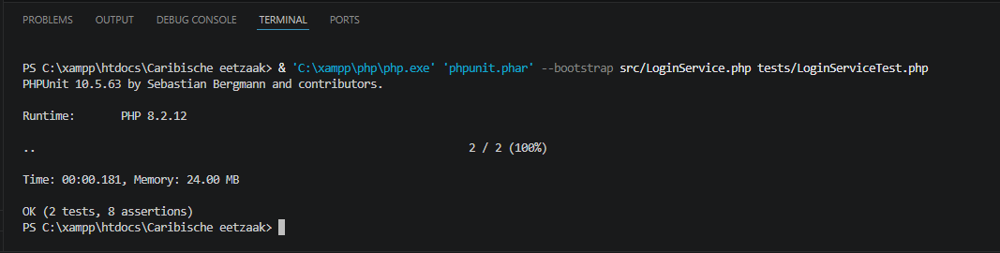 PROBLEMS OUTPUT DEBUG CONSOLE TERMINAL PORTS
PS C:\xampp\htdocs\Caribische eetzaak> & 'C:\xampp\php\php.exe' 'phpunit.phar' --bootstrap src/LoginService.php tests/LoginServiceTest.php
PHPUnit 10.5.63 by Sebastian Bergmann and contributors.
Runtime: PHP 8.2.12
.. 2 / 2 (100%)
Time: 00:00.181, Memory: 24.00 MB
OK (2 tests, 8 assertions)
PS C:\xampp\htdocs\Caribische eetzaak>